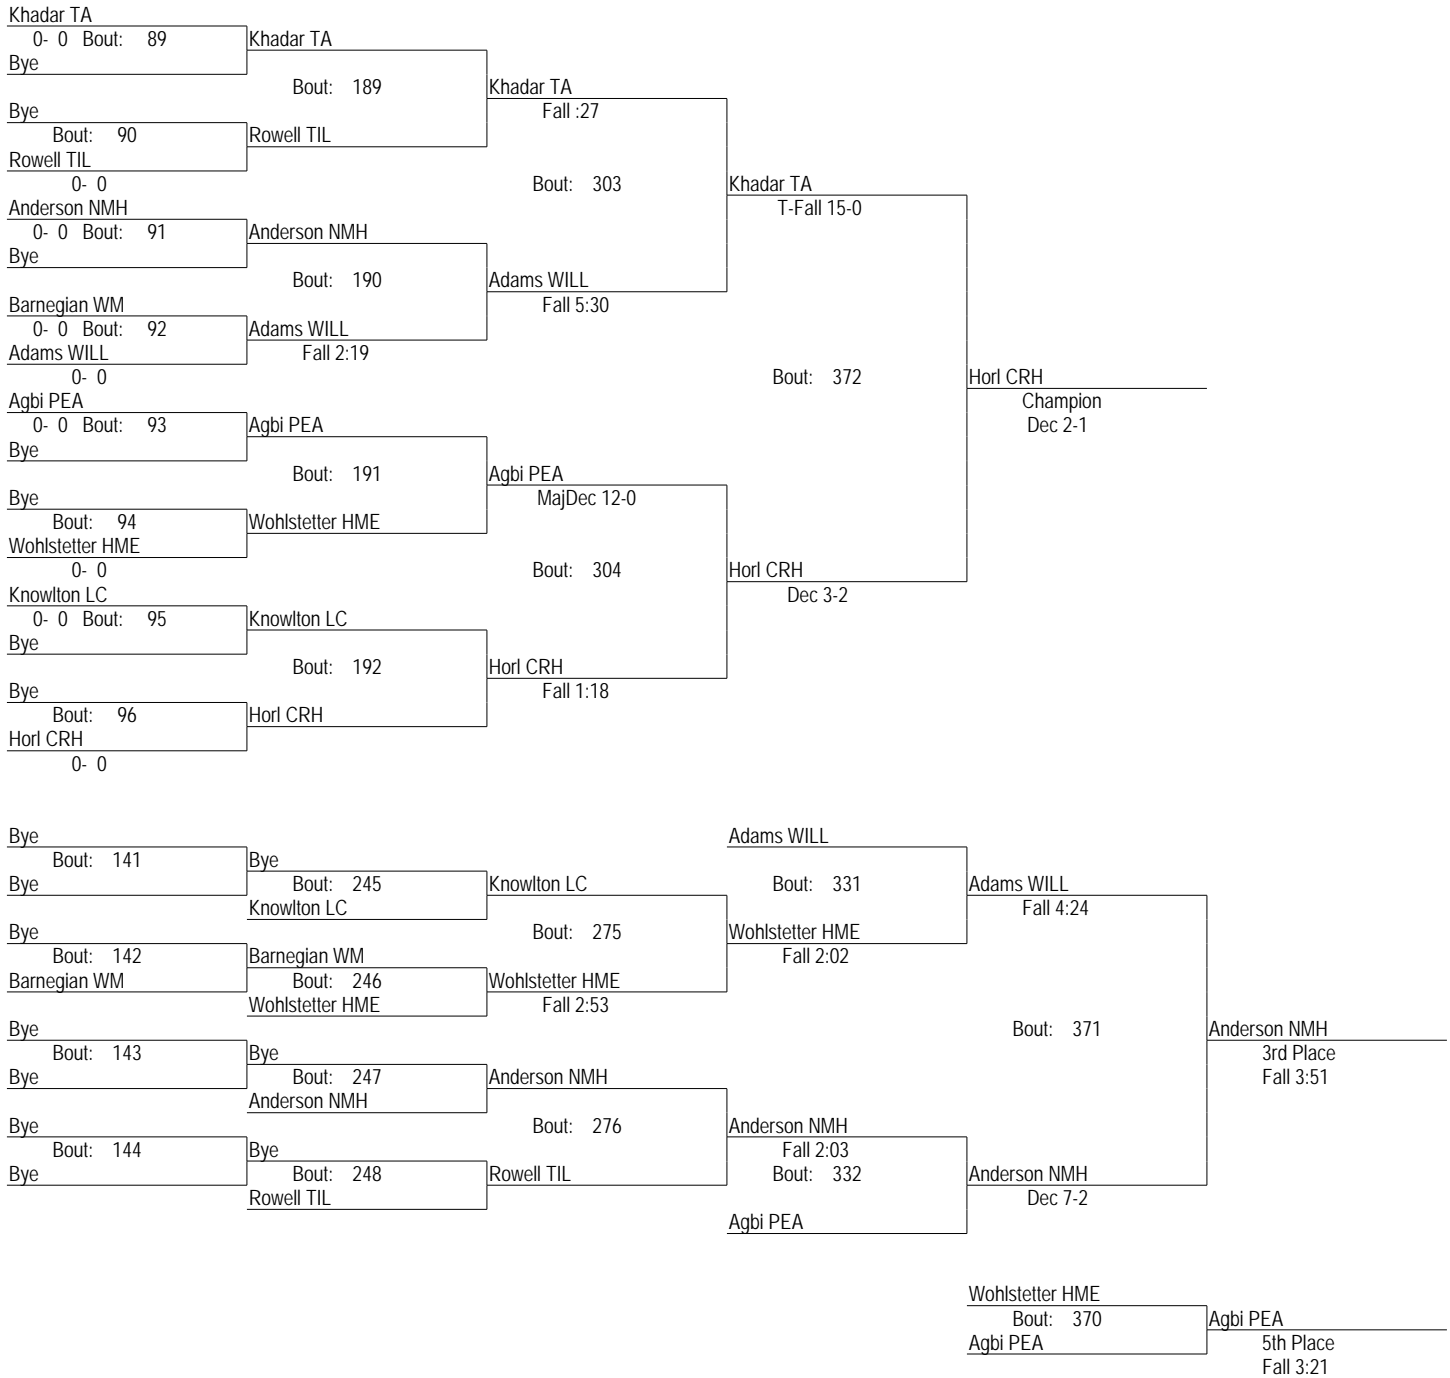 Khadar TA
0- 0 Bout: 89 Khadar TA
Bye
Bout: 189 Khadar TA
Bye Fall :27
Bout: 90 Rowell TIL
Rowell TIL
0- 0 Bout: 303 Khadar TA
Anderson NMH T-Fall 15-0
0- 0 Bout: 91 Anderson NMH
Bye
Bout: 190 Adams WILL
Barnegian WM Fall 5:30
0- 0 Bout: 92 Adams WILL
Adams WILL Fall 2:19
0- 0 Bout: 372 Horl CRH
Agbi PEA Champion
0- 0 Bout: 93 Agbi PEA Dec 2-1
Bye
Bout: 191 Agbi PEA
Bye MajDec 12-0
Bout: 94 Wohlstetter HME
Wohlstetter HME
0- 0 Bout: 304 Horl CRH
Knowlton LC Dec 3-2
0- 0 Bout: 95 Knowlton LC
Bye
Bout: 192 Horl CRH
Bye Fall 1:18
Bout: 96 Horl CRH
Horl CRH
0- 0
Bye Adams WILL
Bout: 141 Bye
Bye Bout: 245 Knowlton LC Bout: 331 Adams WILL
Knowlton LC Fall 4:24
Bye Bout: 275 Wohlstetter HME
Bout: 142 Barnegian WM Fall 2:02
Barnegian WM Bout: 246 Wohlstetter HME
Wohlstetter HME Fall 2:53
Bye Bout: 371 Anderson NMH
Bout: 143 Bye 3rd Place
Bye Bout: 247 Anderson NMH Fall 3:51
Anderson NMH
Bye Bout: 276 Anderson NMH
Bout: 144 Bye Fall 2:03
Bye Bout: 248 Rowell TIL Bout: 332 Anderson NMH
Rowell TIL Dec 7-2
Agbi PEA
Wohlstetter HME
Bout: 370 Agbi PEA
Agbi PEA 5th Place
Fall 3:21